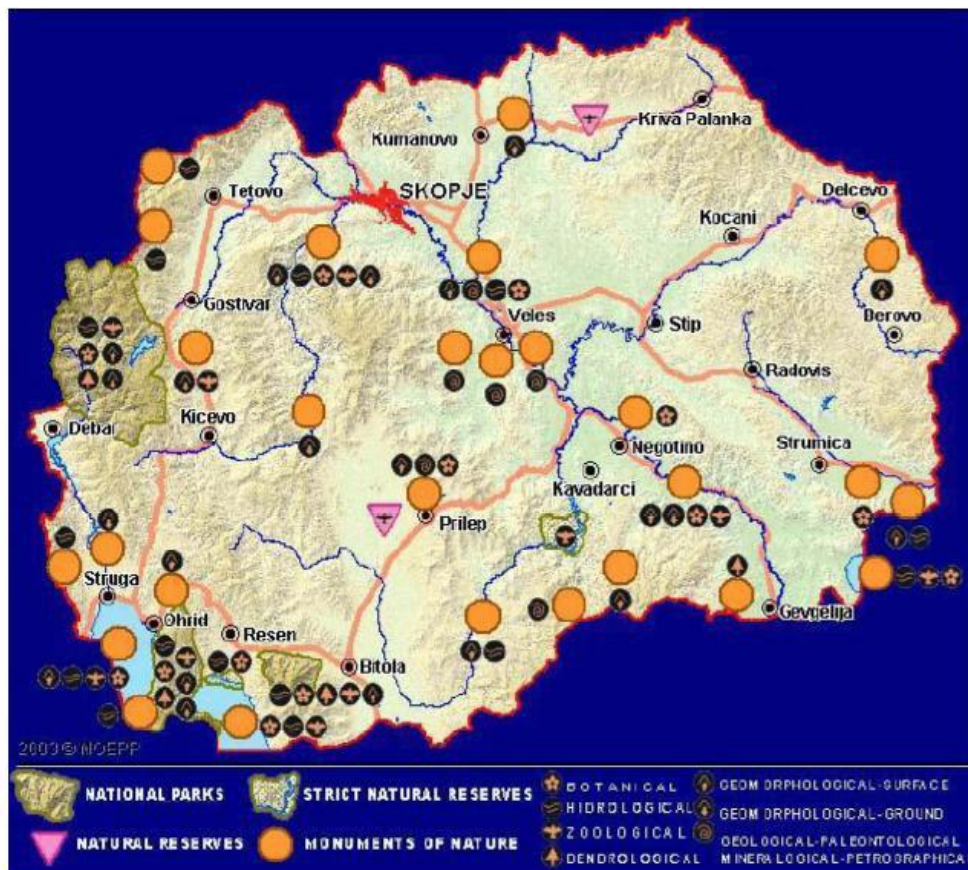 Kriva Palanka
Kumanovo
SKOPJE
Tetovo
Delcevo
Kocani
Gostivar
Veles
Stip
Berovo
Radovis
Kicevo
Debar
Negotino
Strumica
Kavadarci
Prilep
Struga
Ohrid
Resen
Gevgelija
Bitola
2003 © MOEPP
NATIONAL PARKS
STRICT NATURAL RESERVES
NATURAL RESERVES
MONUMENTS OF NATURE
BOTANICAL
HIDROLOGICAL
ZOOLOGICAL
DENDROLOGICAL
GEOMORPHOLOGICAL-SURFACE
GEOMORPHOLOGICAL-GROUND
GEOLOGICAL-PALEONTOLOGICAL
MINERALOGICAL-PETROGRAPHICA